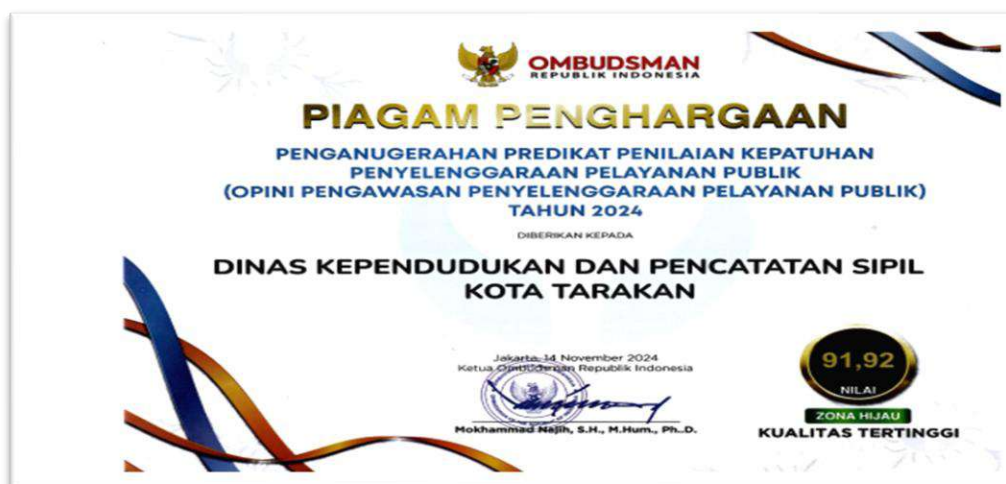 OMBUDSMAN
REPUBLIK INDONESIA
PIAGAM PENGHARGAAN
PENGANUGERAHAN PREDIKAT PENILAIAN KEPATUHAN
PENYELENGGARAAN PELAYANAN PUBLIK
(OPINI PENGAWASAN PENYELENGGARAAN PELAYANAN PUBLIK)
TAHUN 2024
DIBERIKAN KEPADA
DINAS KEPENDUDUKAN DAN PENCATATAN SIPIL
KOTA TARAKAN
Jakarta, 14 November 2024
Ketua Ombudsman Republik Indonesia
Mokhammad Najih, S.H., M.Hum., Ph..D.
91,92
NILAI
ZONA HIJAU
KUALITAS TERTINGGI